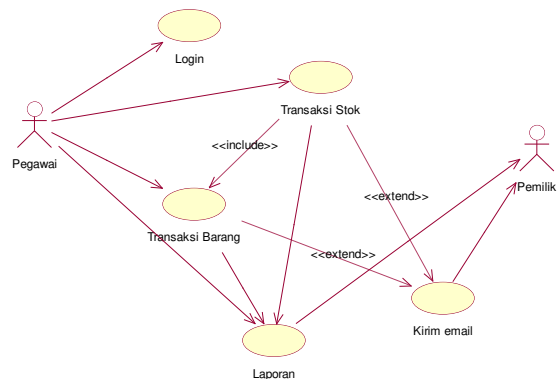 Login
Transaksi Stok
<<include>>
Pegawai
Pemilik
<<extend>>
Transaksi Barang
<<extend>>
Kirim email
Laporan